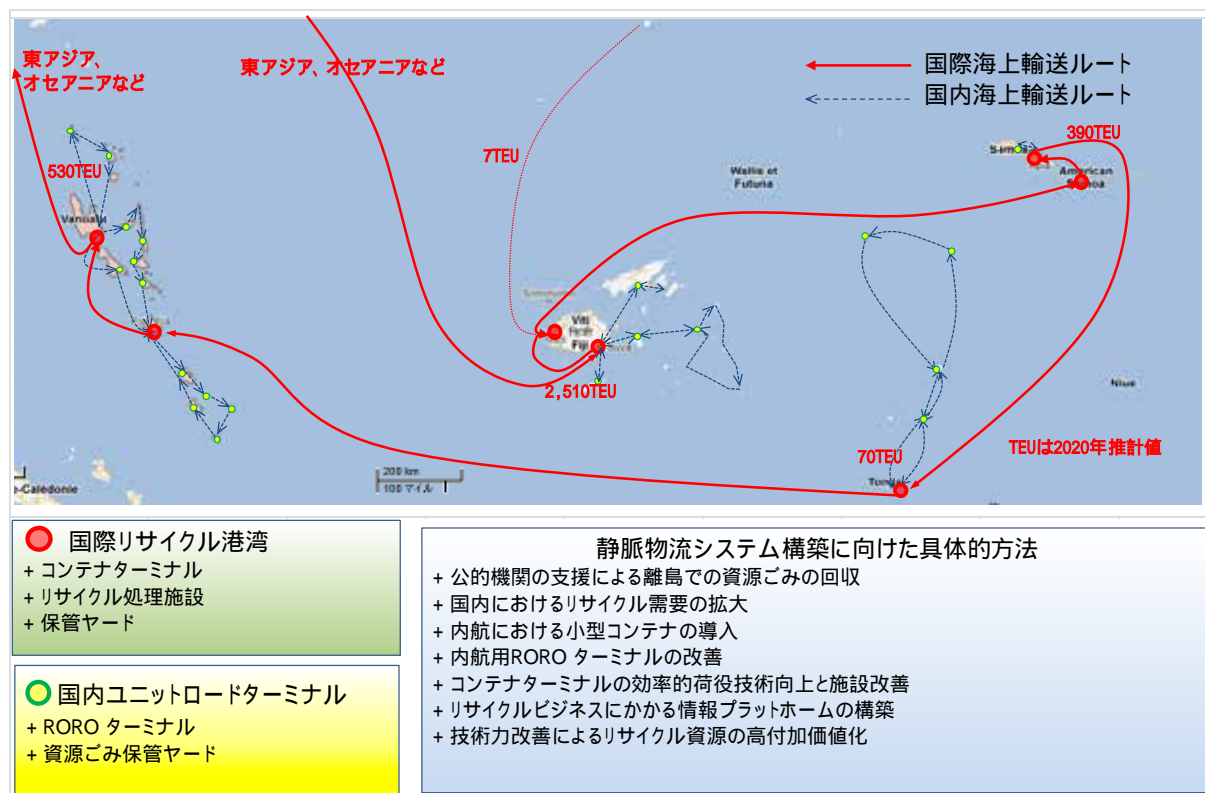 東アジア、
オセアニアなど
東アジア、オセアニアなど
国際海上輸送ルート
国内海上輸送ルート
390TEU
7TEU
530TEU
Samoa
American
Samoa
Wallis et
Futuna
Vanuatu
Viti
Fiji
2,510TEU
Niue
70TEU
TEUは2020年推計値
200 km
100 マイル
e-Calédonie
国際リサイクル港湾
+ コンテナターミナル
+ リサイクル処理施設
+ 保管ヤード
国内ユニットロードターミナル
+ RORO ターミナル
+ 資源ごみ保管ヤード
静脈物流システム構築に向けた具体的方法
+ 公的機関の支援による離島での資源ごみの回収
+ 国内におけるリサイクル需要の拡大
+ 内航における小型コンテナの導入
+ 内航用RORO ターミナルの改善
+ コンテナターミナルの効率的荷役技術向上と施設改善
+ リサイクルビジネスにかかる情報プラットホームの構築
+ 技術力改善によるリサイクル資源の高付加価値化